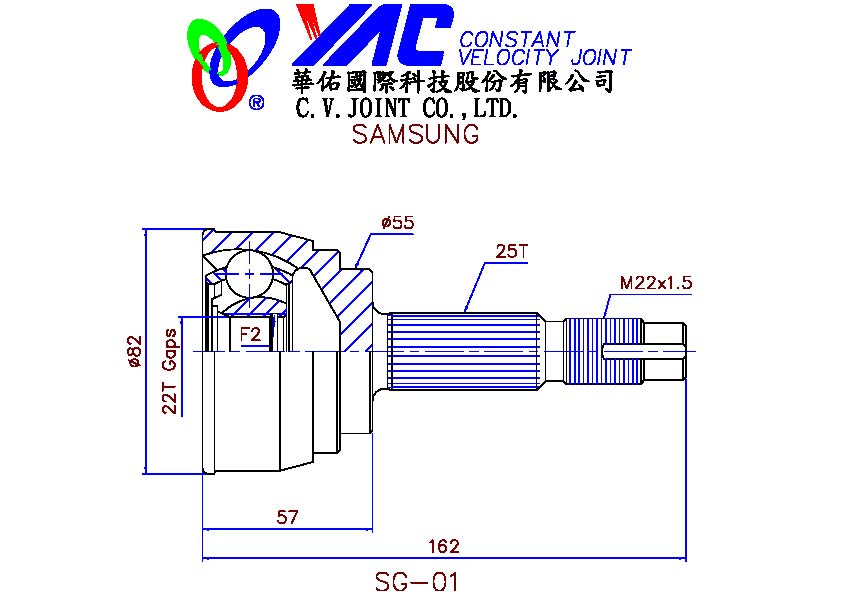 YAC CONSTANT
VELOCITY JOINT
®
華佑國際科技股份有限公司
C.V.JOINT CO.,LTD.
SAMSUNG
ø55
25T
M22x1.5
F2
ø82
22T Gaps
57
162
SG-01